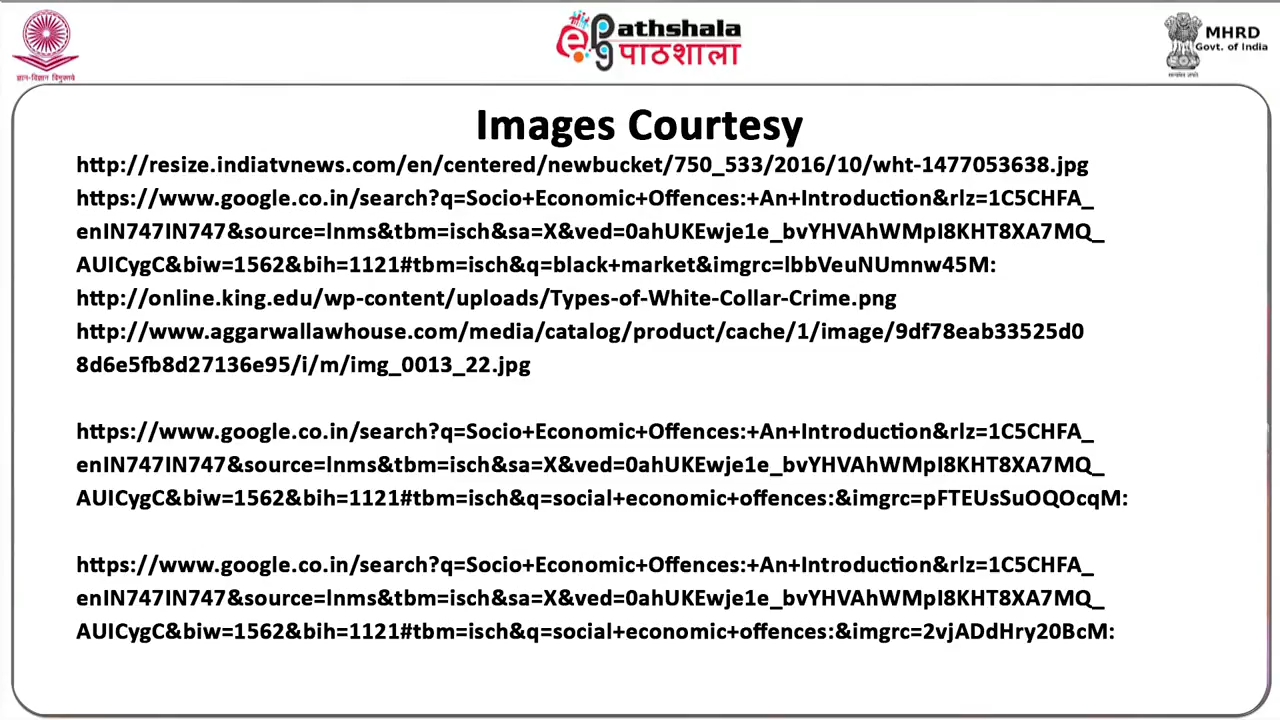 ज्ञान-विज्ञान विमुक्तये
ePg Pathshala
पाठशाला
MHRD
Govt. of India
सत्यमेव जयते
Images Courtesy
http://resize.indiatvnews.com/en/centered/newbucket/750_533/2016/10/wht-1477053638.jpg
https://www.google.co.in/search?q=Socio+Economic+Offences:+An+Introduction&rlz=1C5CHFA_
enIN747IN747&source=lnms&tbm=isch&sa=X&ved=0ahUKEwje1e_bvYHVAhWMpI8KHT8XA7MQ_
AUICygC&biw=1562&bih=1121#tbm=isch&q=black+market&imgrc=lbbVeuNUmnw45M:
http://online.king.edu/wp-content/uploads/Types-of-White-Collar-Crime.png
http://www.aggarwallawhouse.com/media/catalog/product/cache/1/image/9df78eab33525d0
8d6e5fb8d27136e95/i/m/img_0013_22.jpg
https://www.google.co.in/search?q=Socio+Economic+Offences:+An+Introduction&rlz=1C5CHFA_
enIN747IN747&source=lnms&tbm=isch&sa=X&ved=0ahUKEwje1e_bvYHVAhWMpI8KHT8XA7MQ_
AUICygC&biw=1562&bih=1121#tbm=isch&q=social+economic+offences:&imgrc=pFTEUsSuOQOcqM:
https://www.google.co.in/search?q=Socio+Economic+Offences:+An+Introduction&rlz=1C5CHFA_
enIN747IN747&source=lnms&tbm=isch&sa=X&ved=0ahUKEwje1e_bvYHVAhWMpI8KHT8XA7MQ_
AUICygC&biw=1562&bih=1121#tbm=isch&q=social+economic+offences:&imgrc=2vjADdHry20BcM: